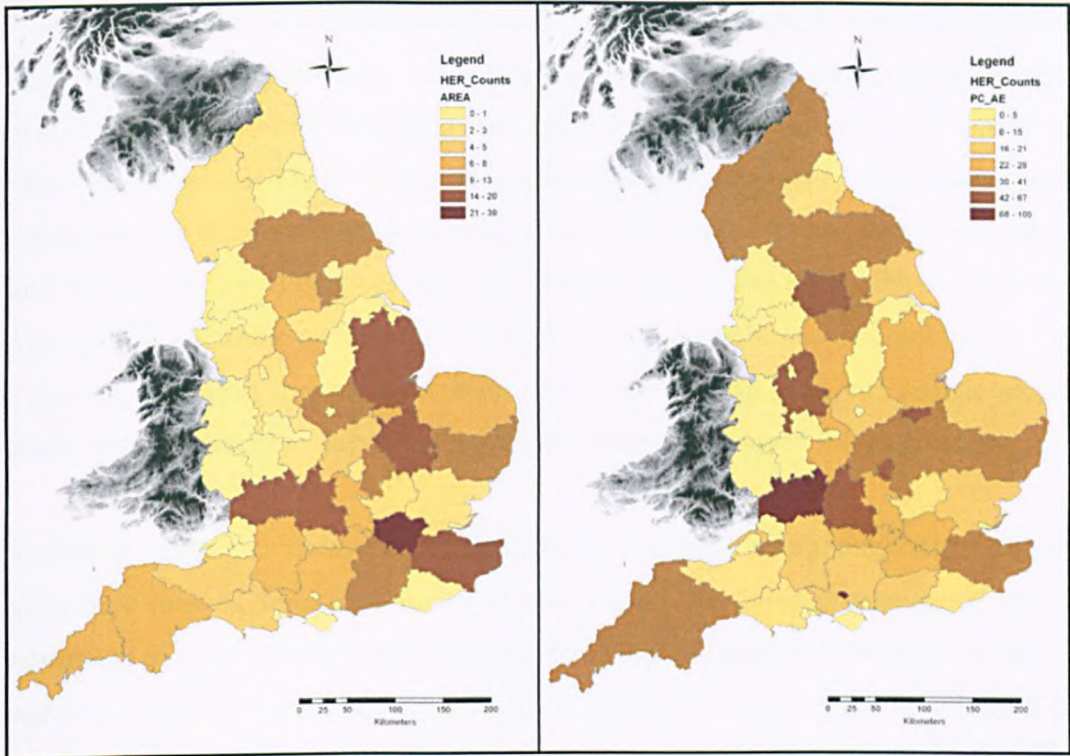 N
Legend
HER_Counts
AREA
0 - 1
2 - 3
4 - 5
6 - 8
9 - 13
14 - 20
21 - 39
0 25 50 100 150 200
Kilometers
N
Legend
HER_Counts
PC_AE
0 - 5
6 - 15
16 - 21
22 - 29
30 - 41
42 - 67
68 - 100
0 25 50 100 150 200
Kilometers